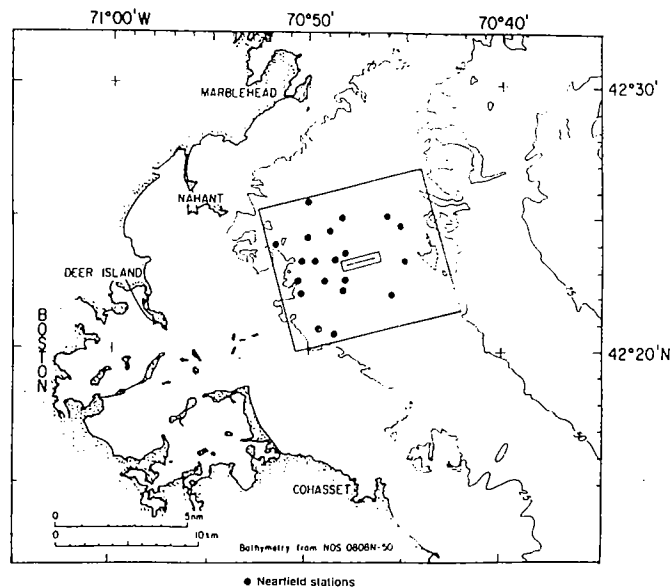 71°00'W
70°50'
70°40'
42°30'
MARBLEHEAD
NAHANT
DEER ISLAND
BOSTON
42°20'N
COHASSET
0 5nm
0 10km
Bathymetry from NOS 0808N-50
● Nearfield stations